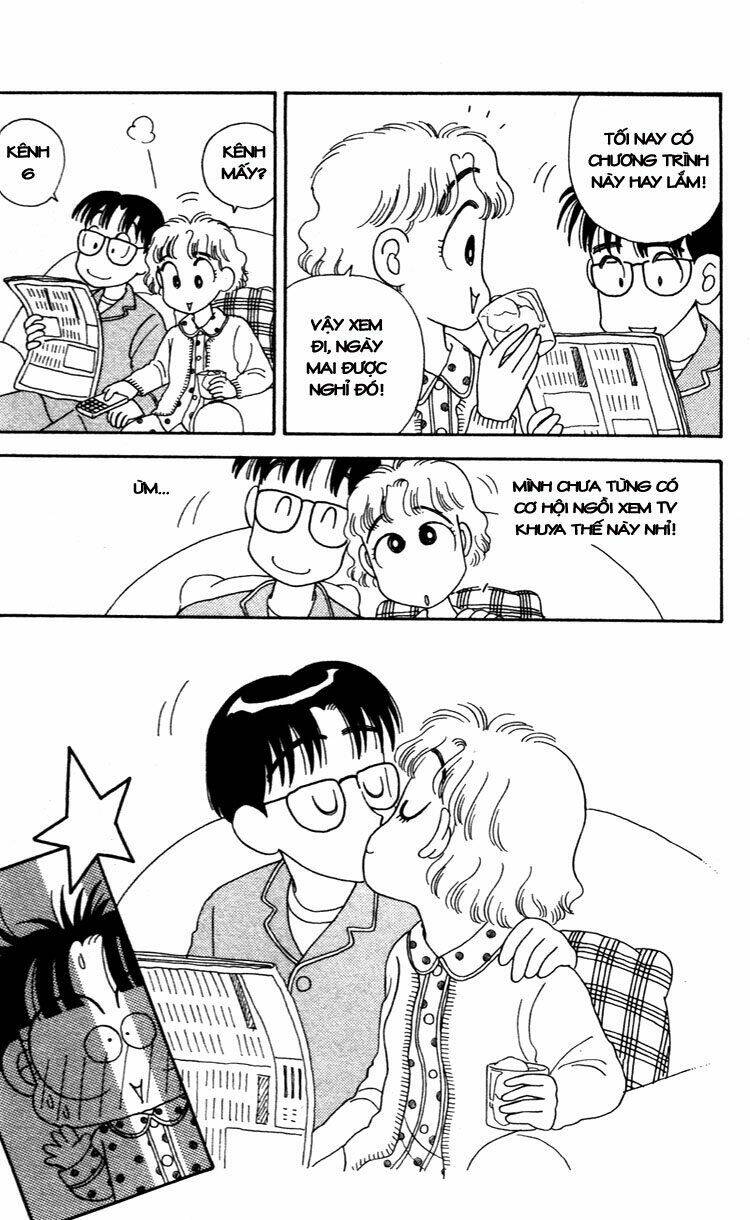 TỐI NAY CÓ
CHƯƠNG TRÌNH
NÀY HAY LẮM!
VẬY XEM
ĐI, NGÀY
MAI ĐƯỢC
NGHỈ ĐÓ!
KÊNH
MẤY?
KÊNH
6
MÌNH CHƯA TỪNG CÓ
CƠ HỘI NGỒI XEM TV
KHUYA THẾ NÀY NHỈ!
ỪM...